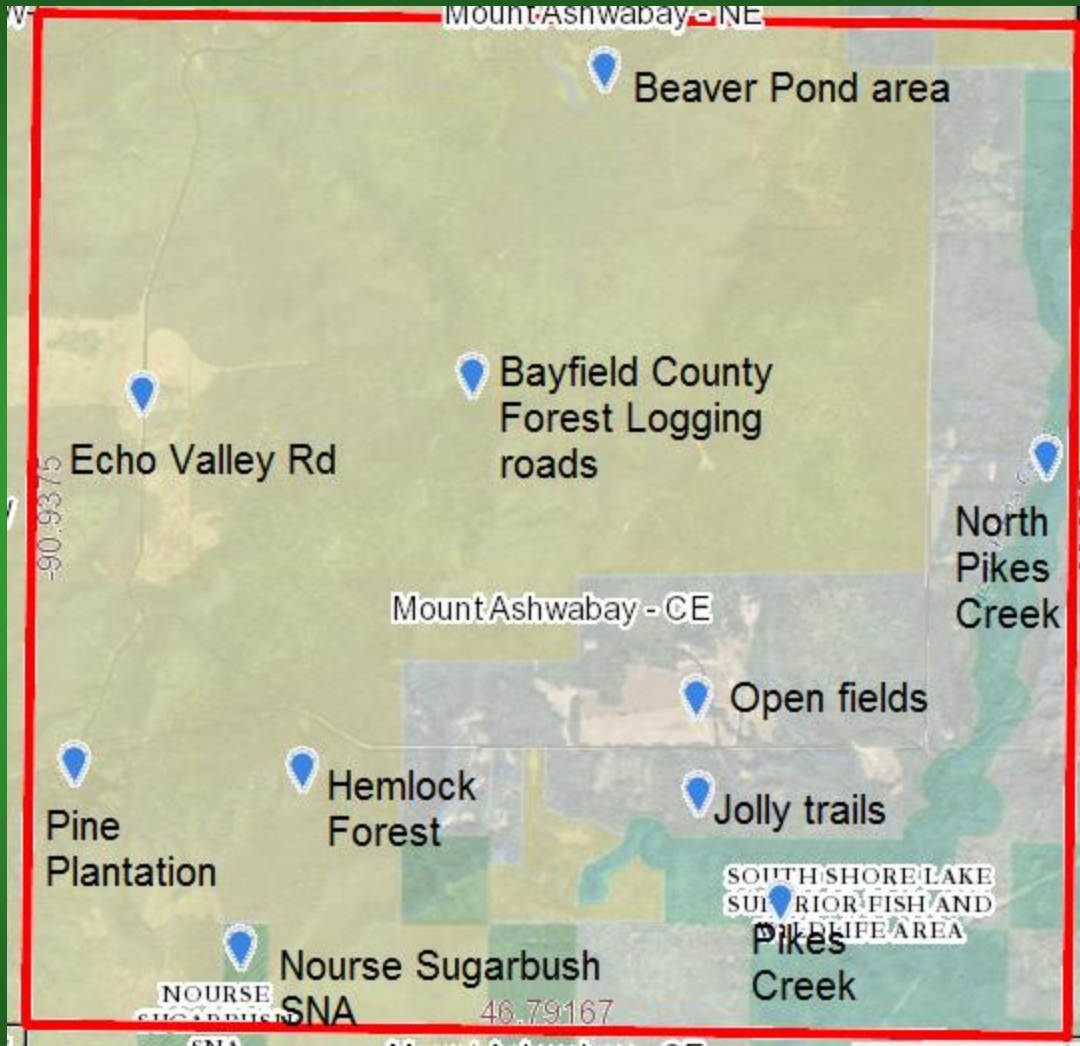 Mount Ashwabay - NE
Beaver Pond area
Bayfield County
Forest Logging
roads
Echo Valley Rd
-90.9375
North
Pikes
Creek
Mount Ashwabay - CE
Open fields
Hemlock
Forest
Jolly trails
Pine
Plantation
SOUTH SHORE LAKE
SUPERIOR FISH AND
WILDLIFE AREA
Pikes
Creek
Nourse Sugarbush
SNA
NOURSE
SUGARBUSH
SNA
46.79167